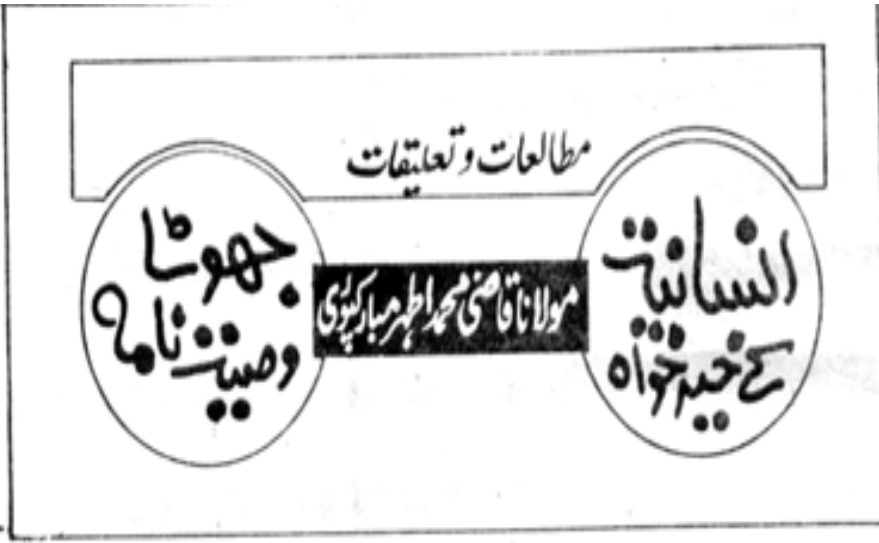 مطالعات و تعلیقات
انسانیت
کے خیر خواہ
مولانا قاضی محمد اطہر مبارکپوری
جھوٹا
وصیت نامہ